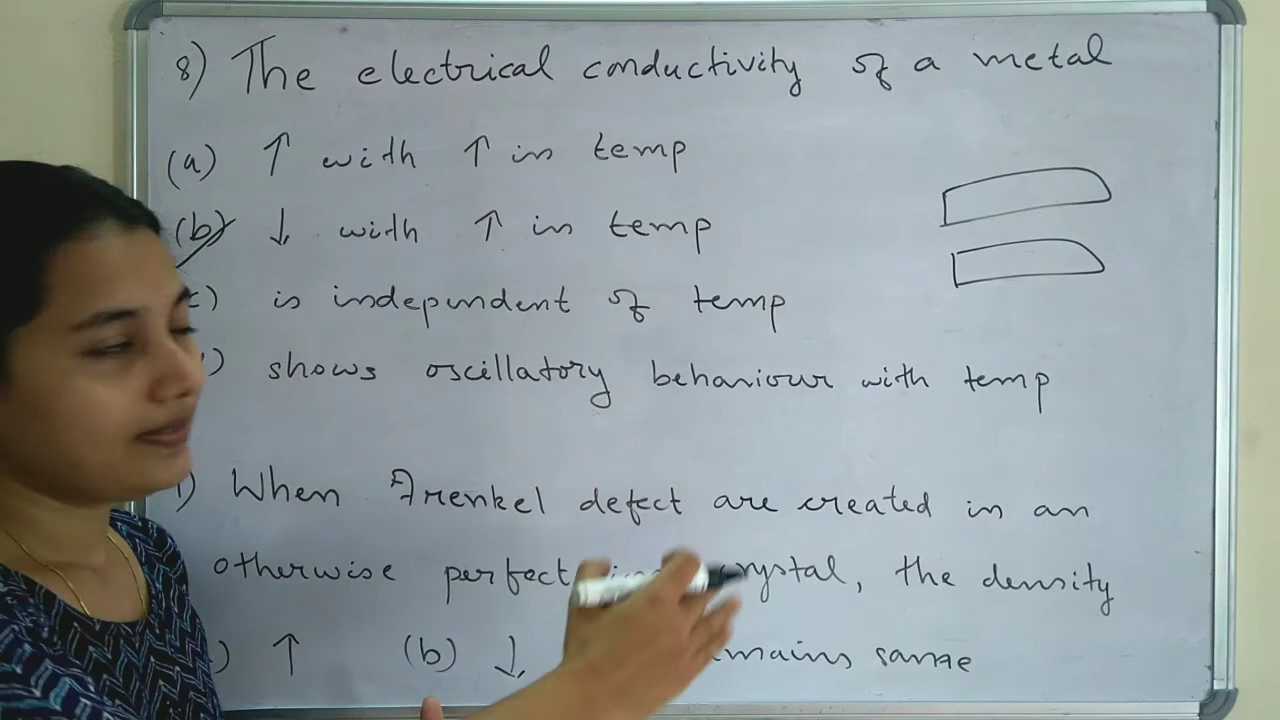 8) The electrical conductivity of a metal
(a) ↑ with ↑ in temp
(b) ↓ with ↑ in temp
) is independent of temp
) shows oscillatory behaviour with temp
) When Frenkel defect are created in an
otherwise perfect crystal, the density
) ↑ (b) ↓ same